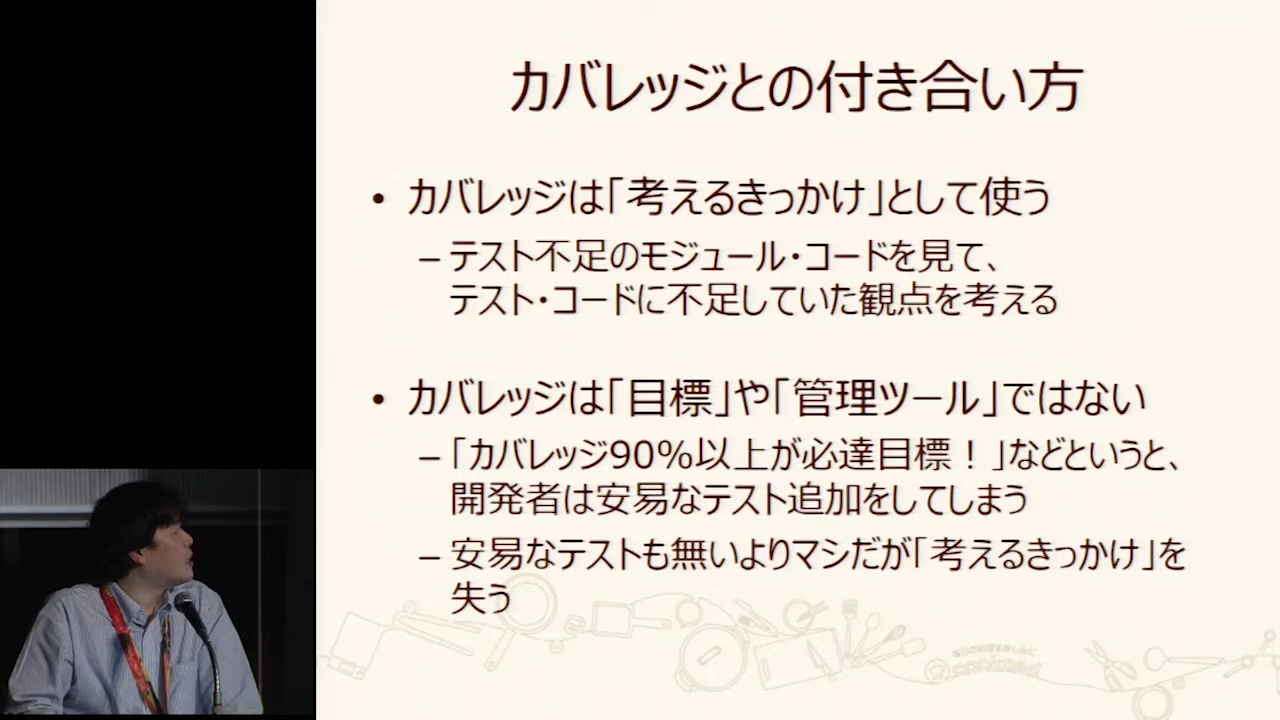 カバレッジとの付き合い方
• カバレッジは「考えるきっかけ」として使う
– テスト不足のモジュール・コードを見て、
テスト・コードに不足していた観点を考える
• カバレッジは「目標」や「管理ツール」ではない
– 「カバレッジ90%以上が必達目標！」などというと、
開発者は安易なテスト追加をしてしまう
– 安易なテストも無いよりマシだが「考えるきっかけ」を
失う
cookpad